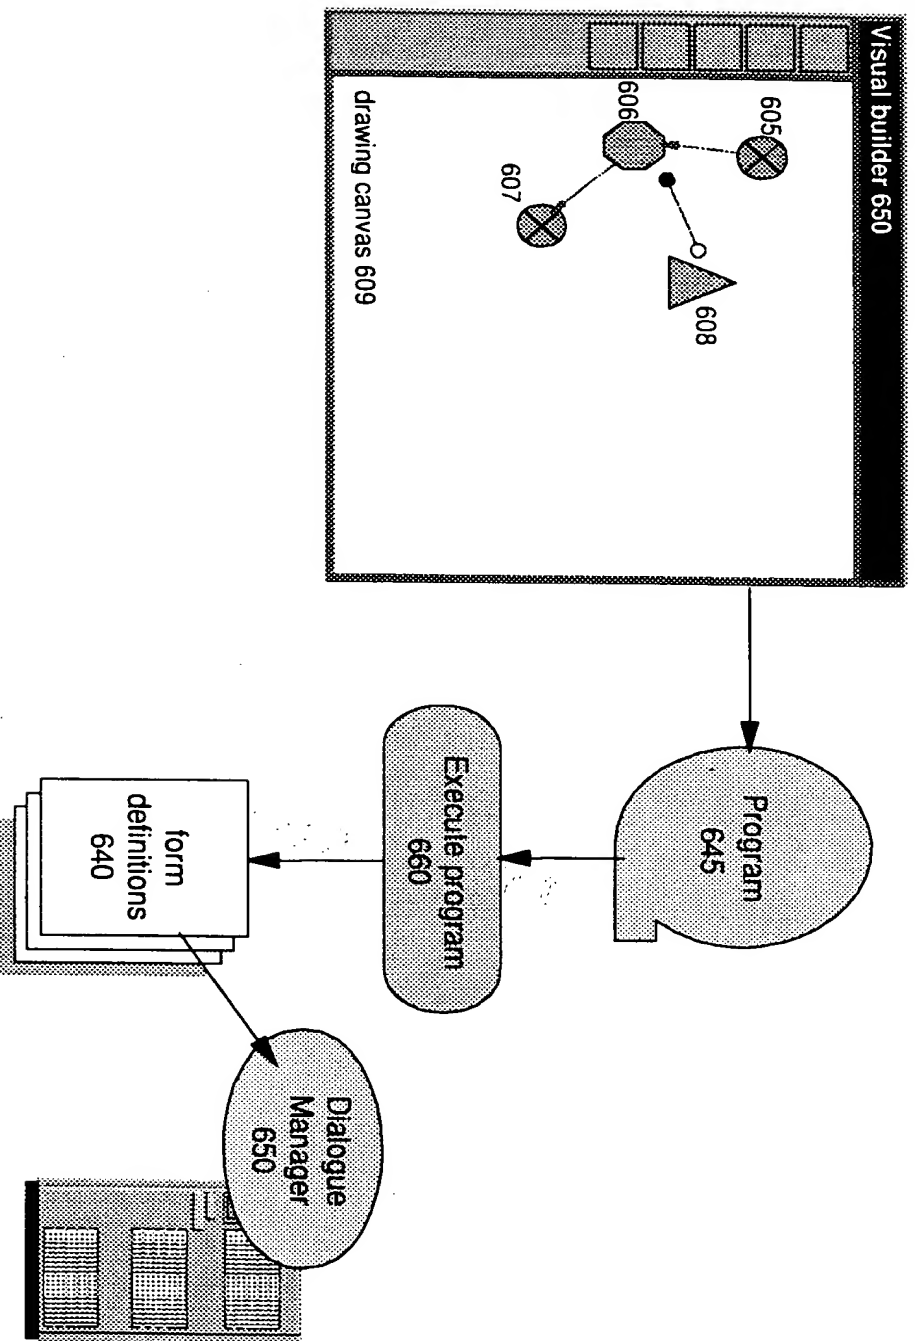 Visual builder 650
605
606
607
608
drawing canvas 609
Program
645
Execute program
660
form
definitions
640
Dialogue
Manager
650